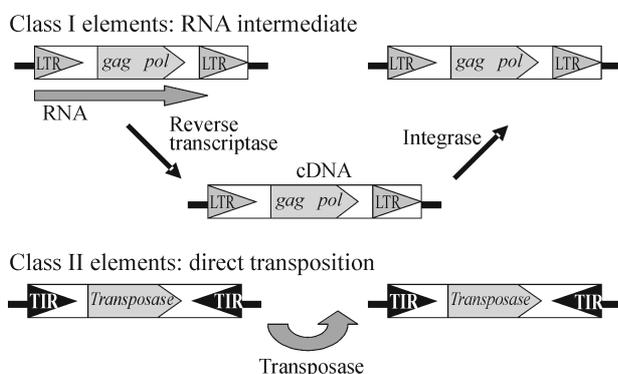 Class I elements: RNA intermediate
LTR gag pol LTR
LTR gag pol LTR
RNA
Reverse
transcriptase
Integrase
cDNA
LTR gag pol LTR
Class II elements: direct transposition
TIR Transposase TIR
TIR Transposase TIR
Transposase